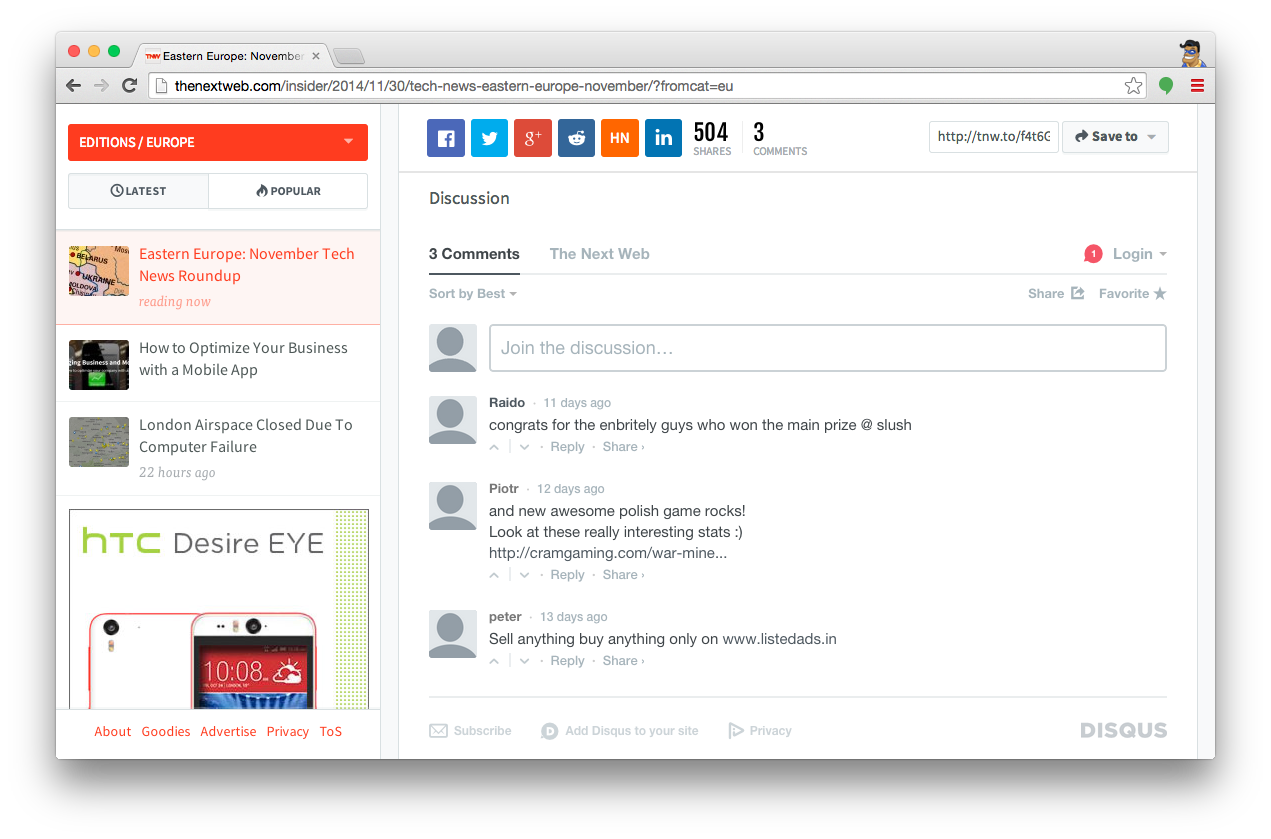 TNW Eastern Europe: November
thenextweb.com/insider/2014/11/30/tech-news-eastern-europe-november/?fromcat=eu
EDITIONS / EUROPE
LATEST
POPULAR
BELARUS
UKRAINE
Eastern Europe: November Tech
News Roundup
reading now
How to Optimize Your Business
with a Mobile App
London Airspace Closed Due To
Computer Failure
22 hours ago
hTC Desire EYE
10:08
About Goodies Advertise Privacy ToS
g+
HN
in
504
SHARES
3
COMMENTS
http://tnw.to/f4t6G
Save to
Discussion
3 Comments
The Next Web
1
Login
Sort by Best
Share
Favorite
Join the discussion…
Raido · 11 days ago
congrats for the enbritely guys who won the main prize @ slush
· Reply · Share ›
Piotr · 12 days ago
and new awesome polish game rocks!
Look at these really interesting stats :)
http://cramgaming.com/war-mine...
· Reply · Share ›
peter · 13 days ago
Sell anything buy anything only on www.listedads.in
· Reply · Share ›
Subscribe
D Add Disqus to your site
Privacy
DISQUS